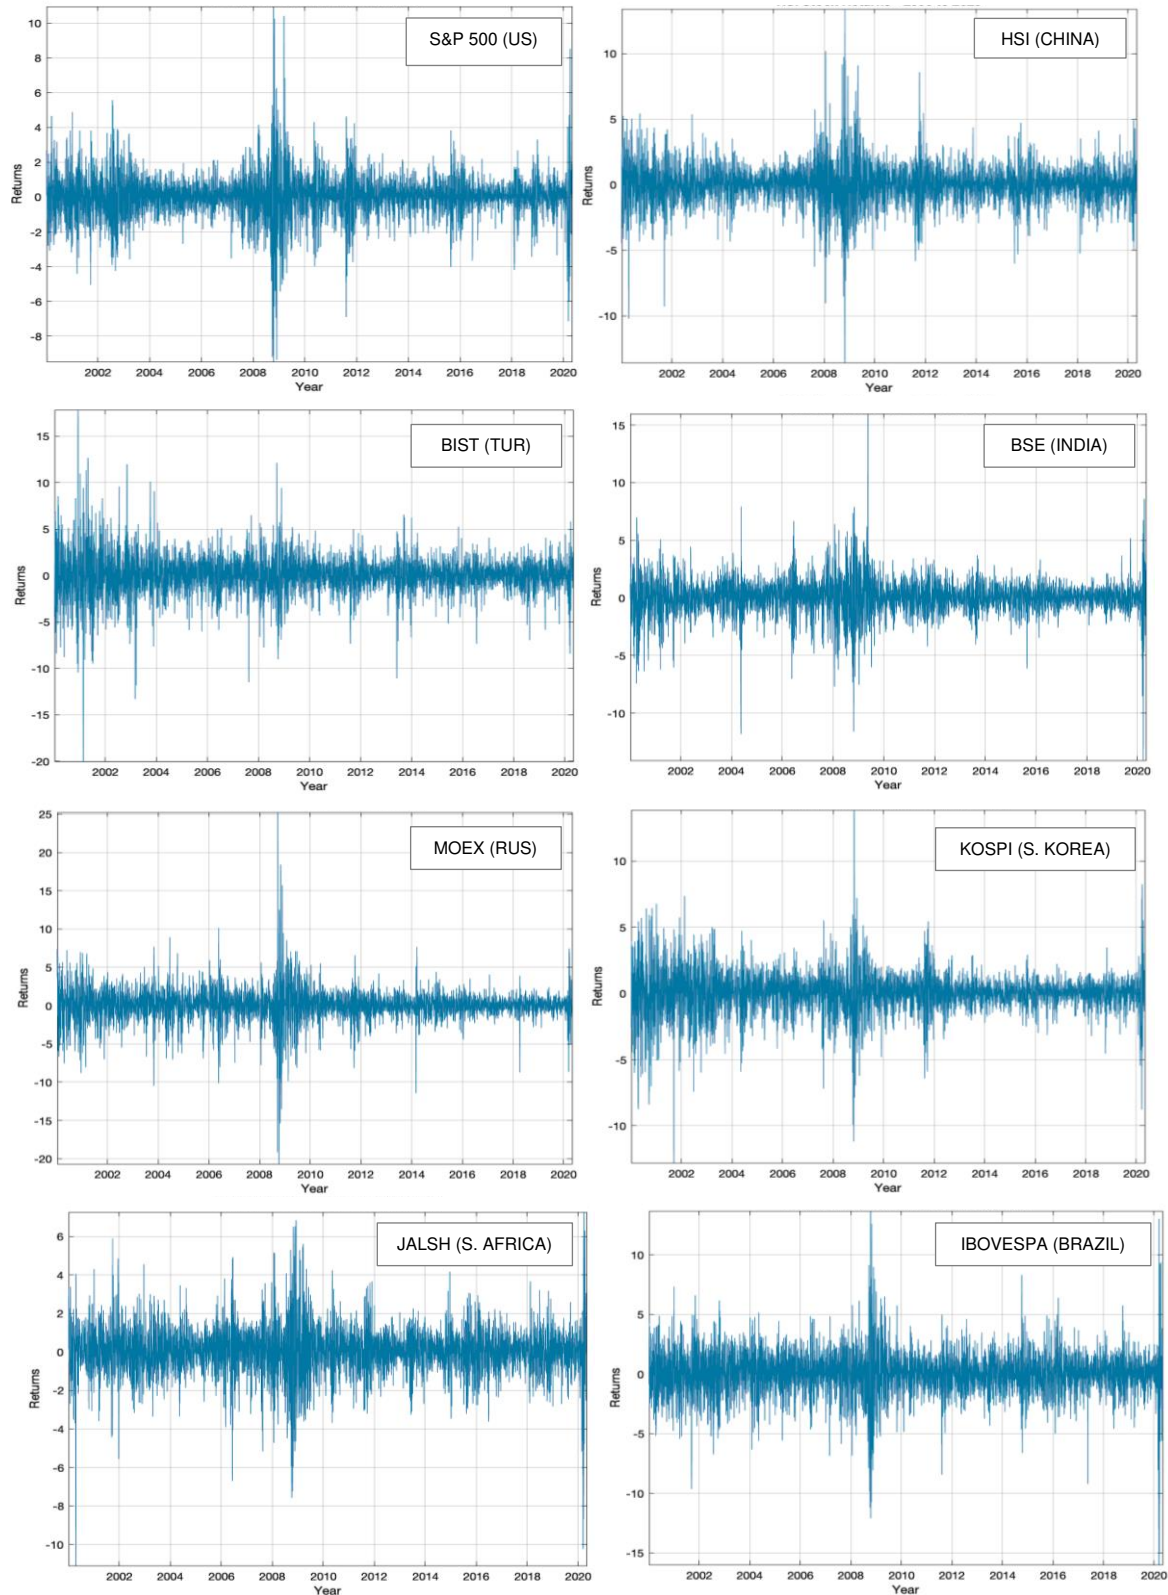 S&P 500 (US)
10
8
6
4
2
0
-2
-4
-6
-8
Returns
2002 2004 2006 2008 2010 2012 2014 2016 2018 2020
Year
HSI (CHINA)
10
5
0
-5
-10
Returns
2002 2004 2006 2008 2010 2012 2014 2016 2018 2020
Year
BIST (TUR)
15
10
5
0
-5
-10
-15
-20
Returns
2002 2004 2006 2008 2010 2012 2014 2016 2018 2020
Year
BSE (INDIA)
15
10
5
0
-5
-10
Returns
2002 2004 2006 2008 2010 2012 2014 2016 2018 2020
Year
MOEX (RUS)
25
20
15
10
5
0
-5
-10
-15
-20
Returns
2002 2004 2006 2008 2010 2012 2014 2016 2018 2020
Year
KOSPI (S. KOREA)
10
5
0
-5
-10
Returns
2002 2004 2006 2008 2010 2012 2014 2016 2018 2020
Year
JALSH (S. AFRICA)
6
4
2
0
-2
-4
-6
-8
-10
Returns
2002 2004 2006 2008 2010 2012 2014 2016 2018 2020
Year
IBOVESPA (BRAZIL)
10
5
0
-5
-10
-15
Returns
2002 2004 2006 2008 2010 2012 2014 2016 2018 2020
Year